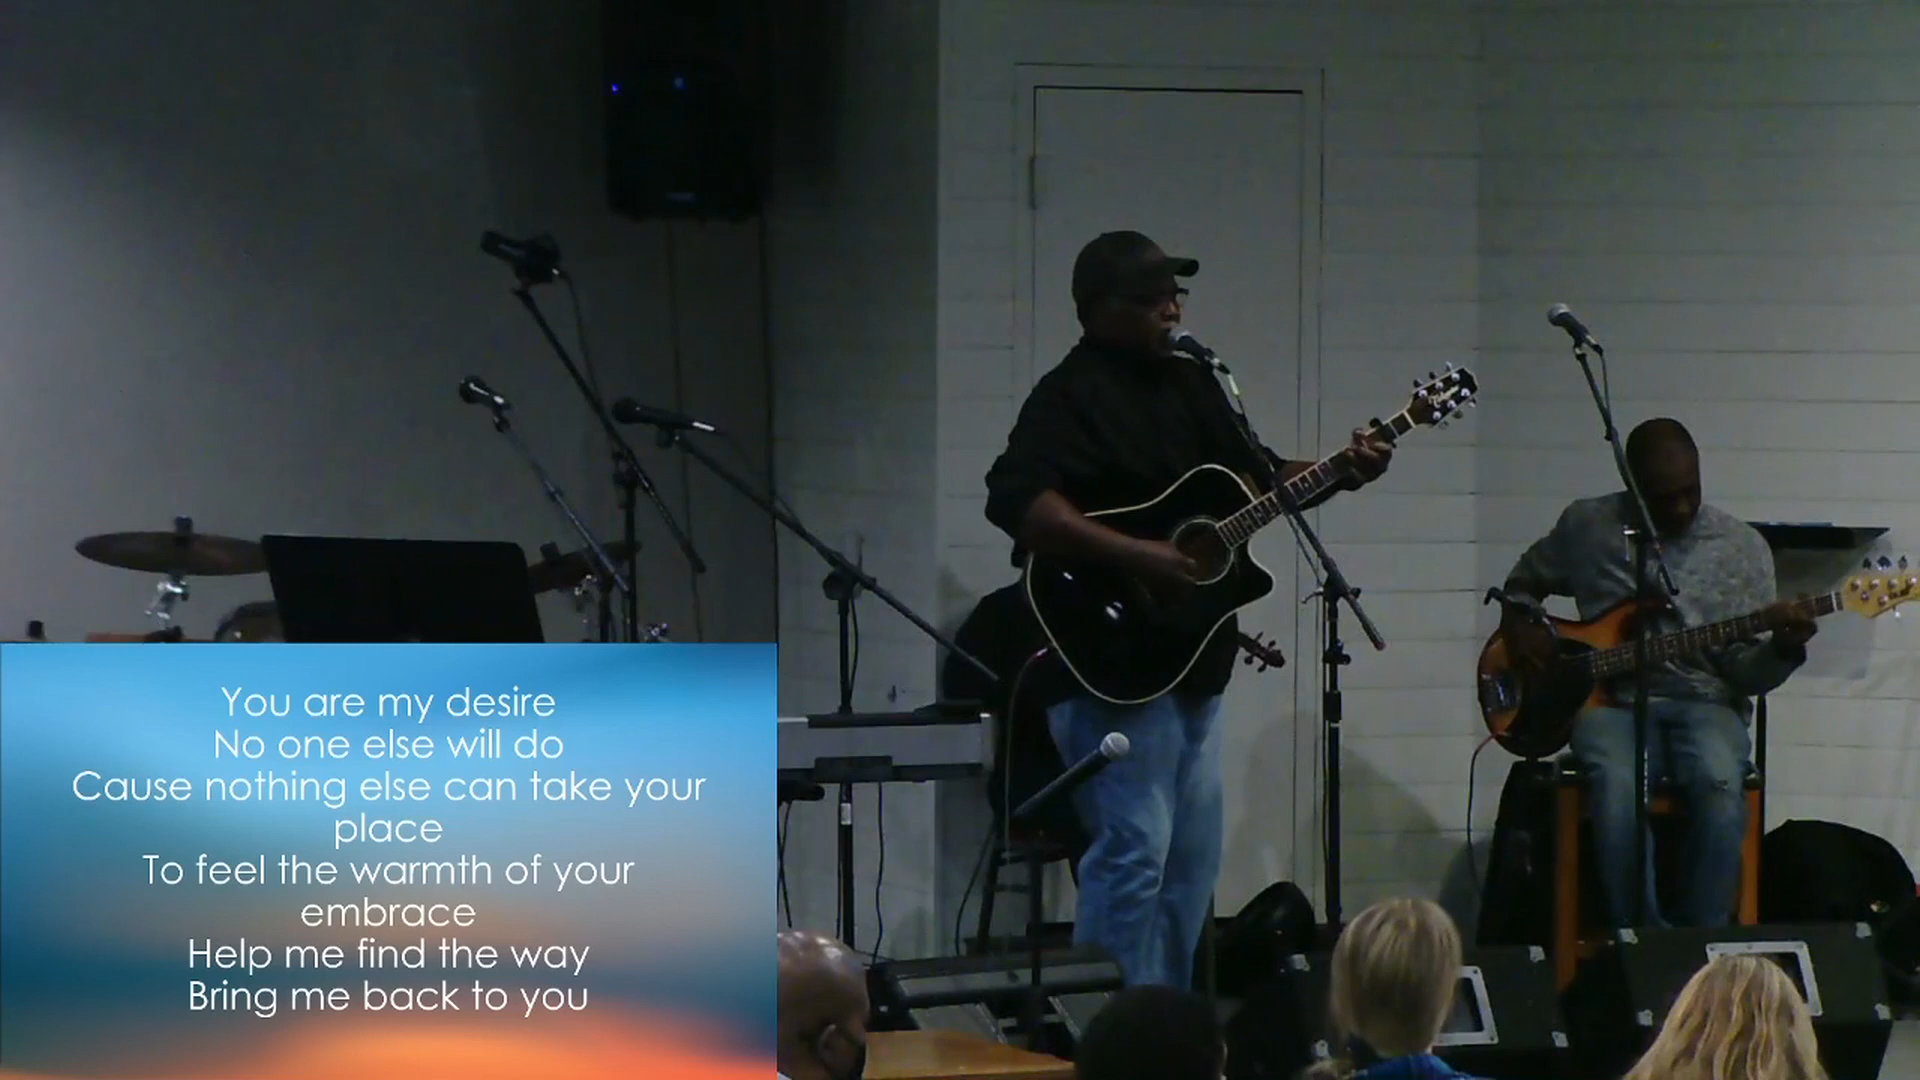 You are my desire
No one else will do
Cause nothing else can take your
place
To feel the warmth of your
embrace
Help me find the way
Bring me back to you